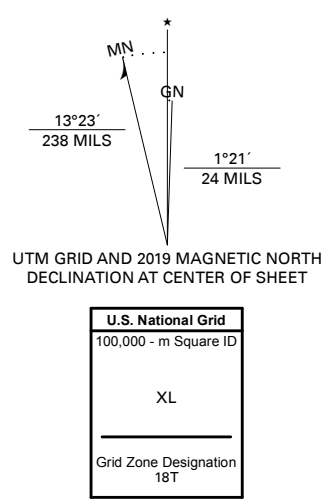 ★
MN
GN
13°23´
238 MILS
1°21´
24 MILS
UTM GRID AND 2019 MAGNETIC NORTH
DECLINATION AT CENTER OF SHEET
U.S. National Grid
100,000 - m Square ID
XL
Grid Zone Designation
18T